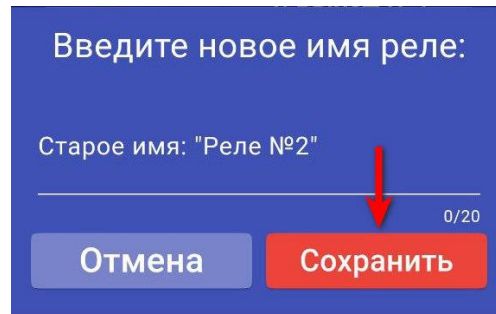 Введите новое имя реле:
Старое имя: "Реле №2"
0/20
Отмена
Сохранить